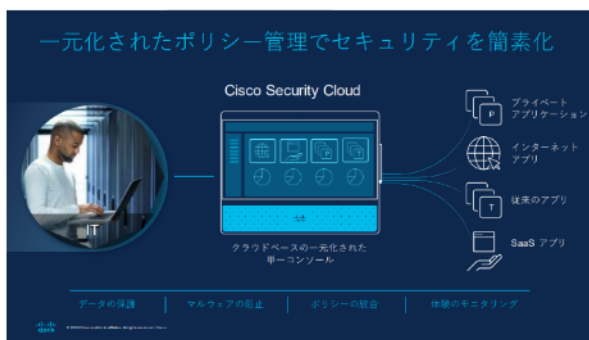 一元化されたポリシー管理でセキュリティを簡素化
Cisco Security Cloud
IT
クラウドベースの一元化された
単一コンソール
P
プライベート
アプリケーション
インターネット
アプリ
T
従来のアプリ
SaaS アプリ
データの保護
マルウェアの阻止
ポリシーの統合
体験のモニタリング
CISCO